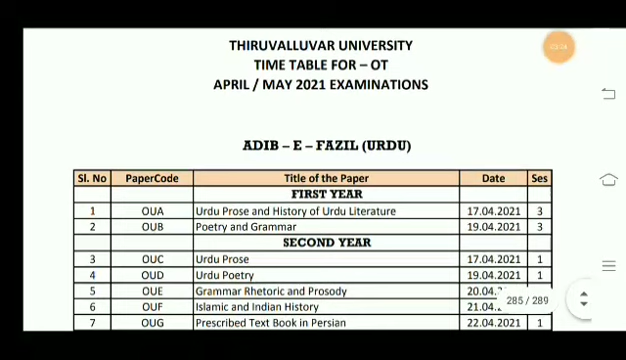 THIRUVALLUVAR UNIVERSITY
TIME TABLE FOR – OT
APRIL / MAY 2021 EXAMINATIONS
ADIB – E – FAZIL (URDU)
Sl. No PaperCode Title of the Paper Date Ses
FIRST YEAR
1 OUA Urdu Prose and History of Urdu Literature 17.04.2021 3
2 OUB Poetry and Grammar 19.04.2021 3
SECOND YEAR
3 OUC Urdu Prose 17.04.2021 1
4 OUD Urdu Poetry 19.04.2021 1
5 OUE Grammar Rhetoric and Prosody 20.04.
6 OUF Islamic and Indian History 21.04.
285 / 289
7 OUG Prescribed Text Book in Persian 22.04.2021 1